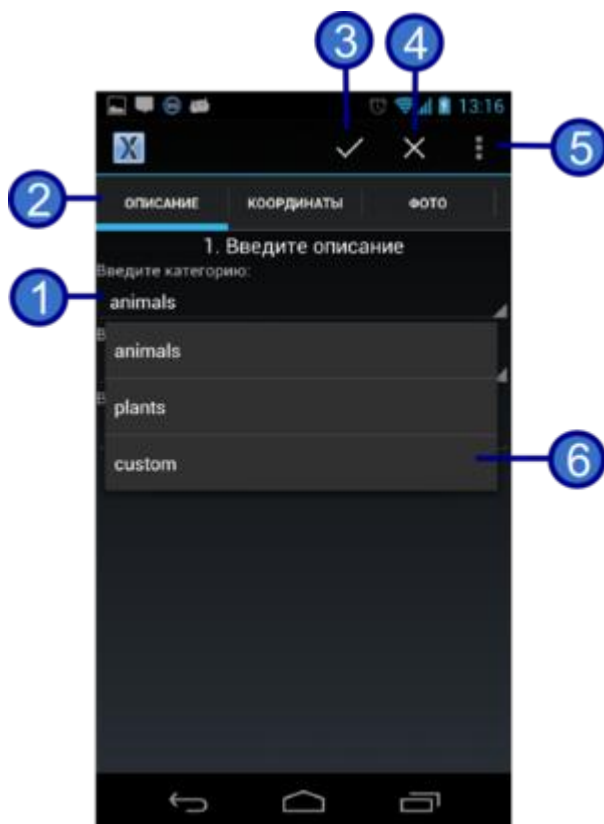 3
4
13:16
X
5
2
ОПИСАНИЕ
КООРДИНАТЫ
ФОТО
1. Введите описание
Введите категорию:
1
animals
В
animals
В
plants
custom
6